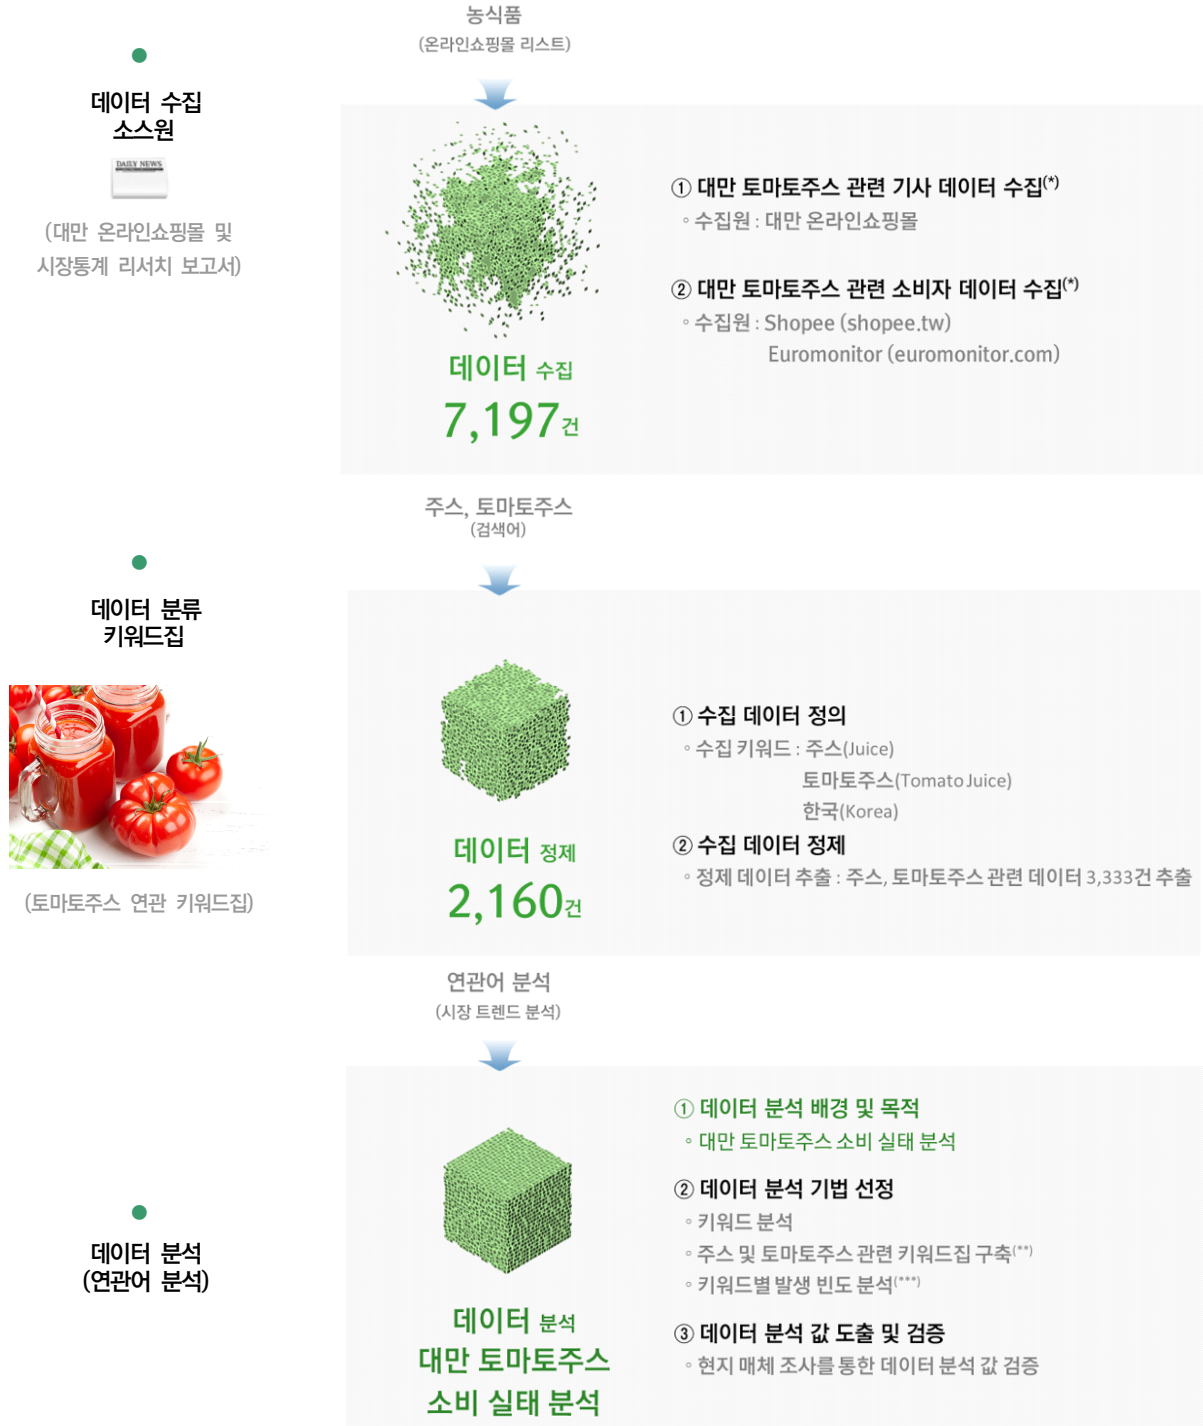 농식품
(온라인쇼핑몰 리스트)
데이터 수집
소스원
DAILY NEWS
(대만 온라인쇼핑몰 및
시장통계 리서치 보고서)
① 대만 토마토주스 관련 기사 데이터 수집(*)
◦ 수집원 : 대만 온라인쇼핑몰
② 대만 토마토주스 관련 소비자 데이터 수집(*)
◦ 수집원 : Shopee (shopee.tw)
Euromonitor (euromonitor.com)
데이터 수집
7,197건
주스, 토마토주스
(검색어)
데이터 분류
키워드집
(토마토주스 연관 키워드집)
① 수집 데이터 정의
◦ 수집 키워드 : 주스(Juice)
토마토주스(Tomato Juice)
한국(Korea)
② 수집 데이터 정제
◦ 정제 데이터 추출 : 주스, 토마토주스 관련 데이터 3,333건 추출
데이터 정제
2,160건
연관어 분석
(시장 트렌드 분석)
데이터 분석
(연관어 분석)
① 데이터 분석 배경 및 목적
◦ 대만 토마토주스 소비 실태 분석
② 데이터 분석 기법 선정
◦ 키워드 분석
◦ 주스 및 토마토주스 관련 키워드집 구축(**)
◦ 키워드별 발생 빈도 분석(***)
③ 데이터 분석 값 도출 및 검증
◦ 현지 매체 조사를 통한 데이터 분석 값 검증
데이터 분석
대만 토마토주스
소비 실태 분석